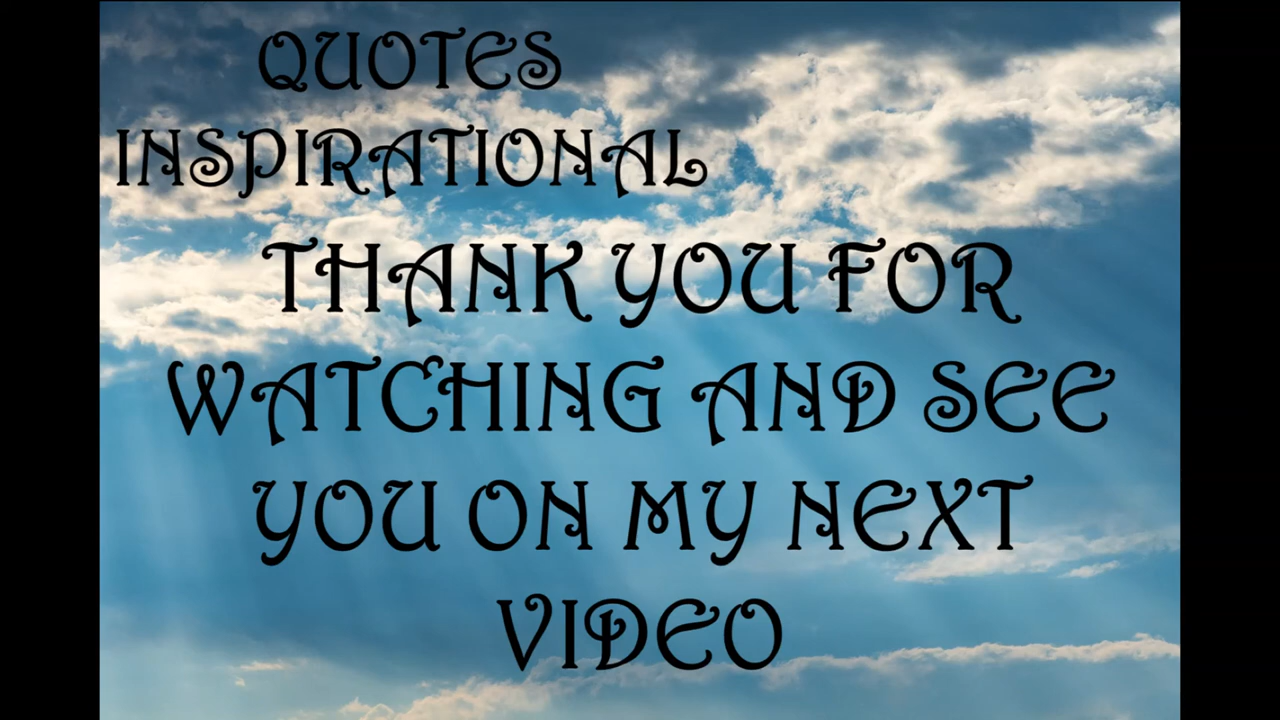 QUOTES
INSPIRATIONAL
THANK YOU FOR
WATCHING AND SEE
YOU ON MY NEXT
VIDEO